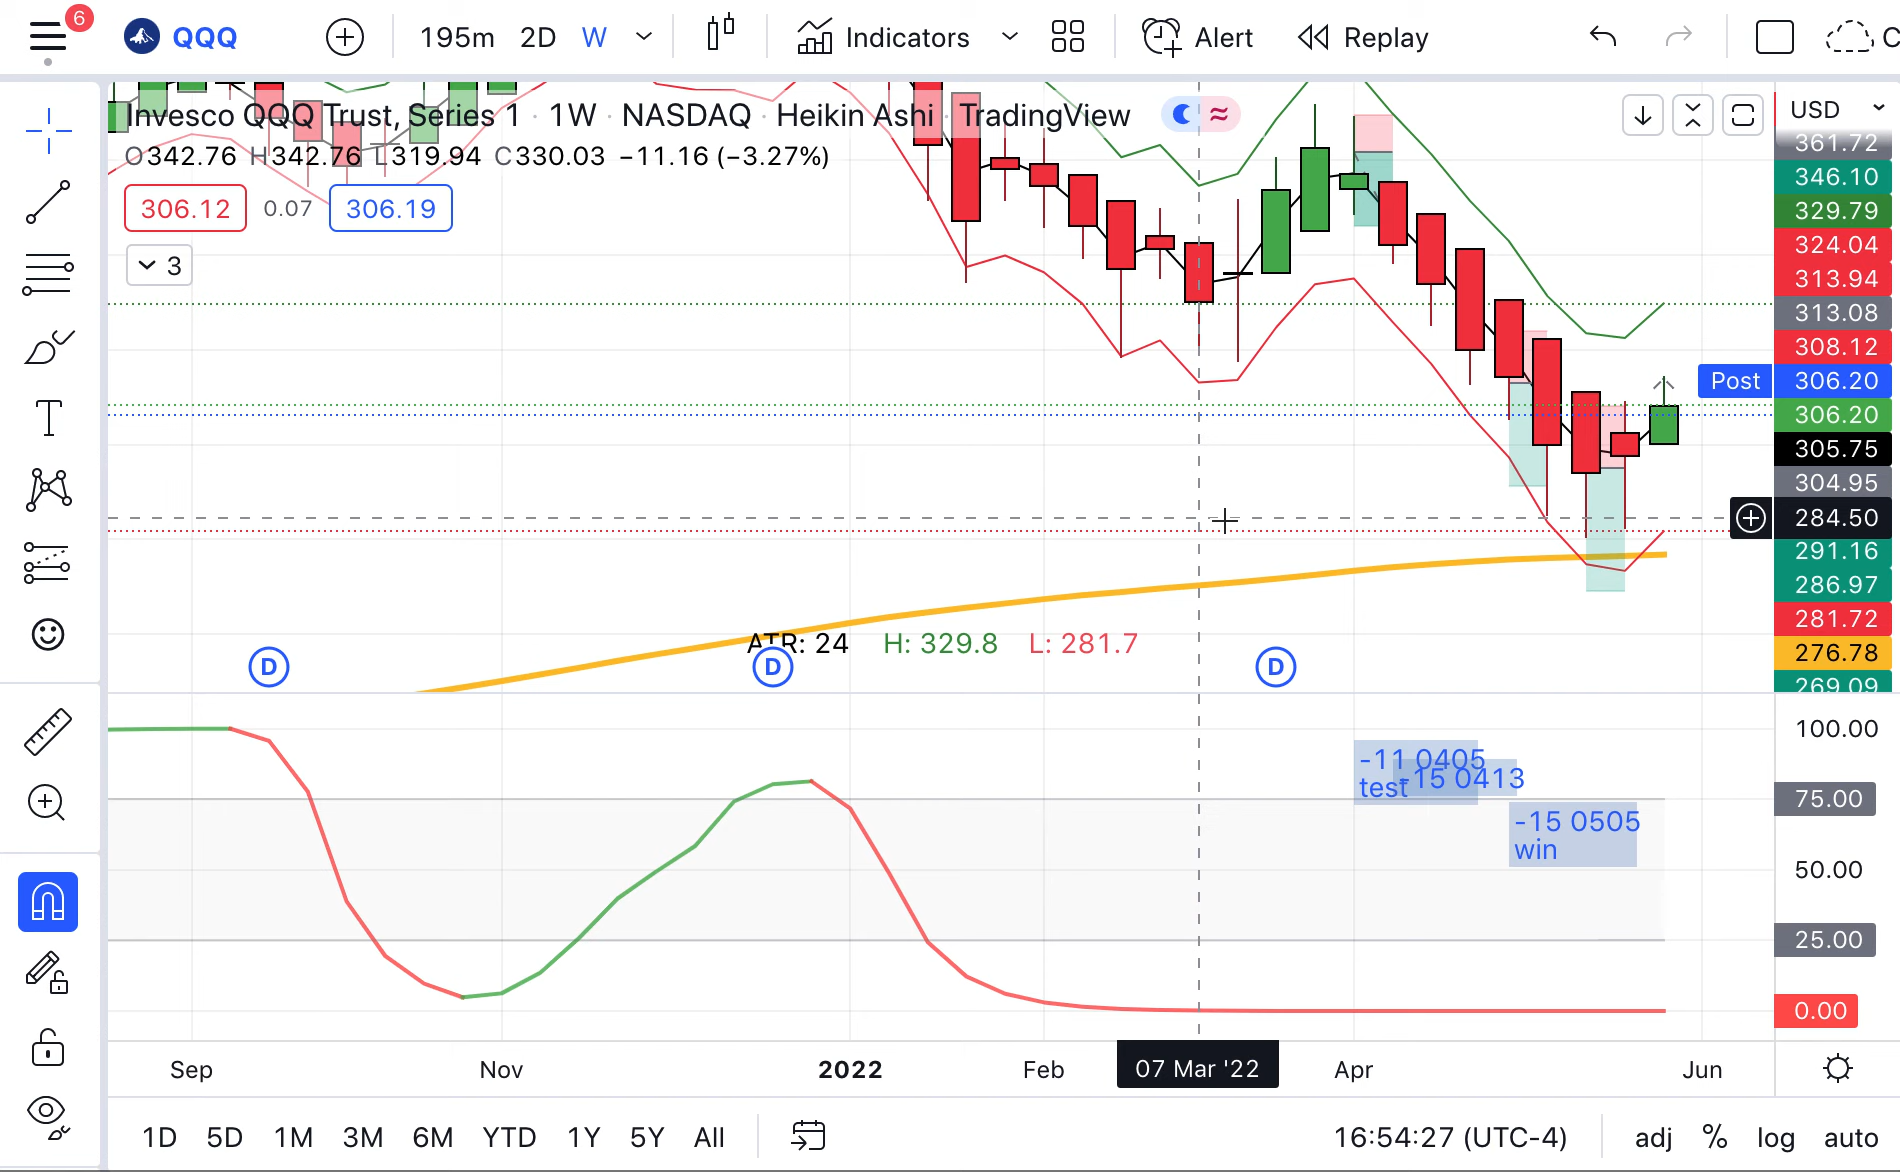 6
QQQ
195m 2D W
Indicators
Alert
Replay
C
Invesco QQQ Trust, Series 1 · 1W · NASDAQ · Heikin Ashi · TradingView
O342.76 H342.76 L319.94 C330.03 −11.16 (−3.27%)
306.12 0.07 306.19
3
USD
361.72
346.10
329.79
324.04
313.94
313.08
308.12
Post 306.20
306.20
305.75
304.95
284.50
291.16
286.97
281.72
276.78
269.09
ATR: 24 H: 329.8 L: 281.7
D D D
100.00
75.00
50.00
25.00
0.00
-11 0405
test
-15 0413
-15 0505
win
Sep Nov 2022 Feb 07 Mar '22 Apr Jun
1D 5D 1M 3M 6M YTD 1Y 5Y All
16:54:27 (UTC-4) adj % log auto